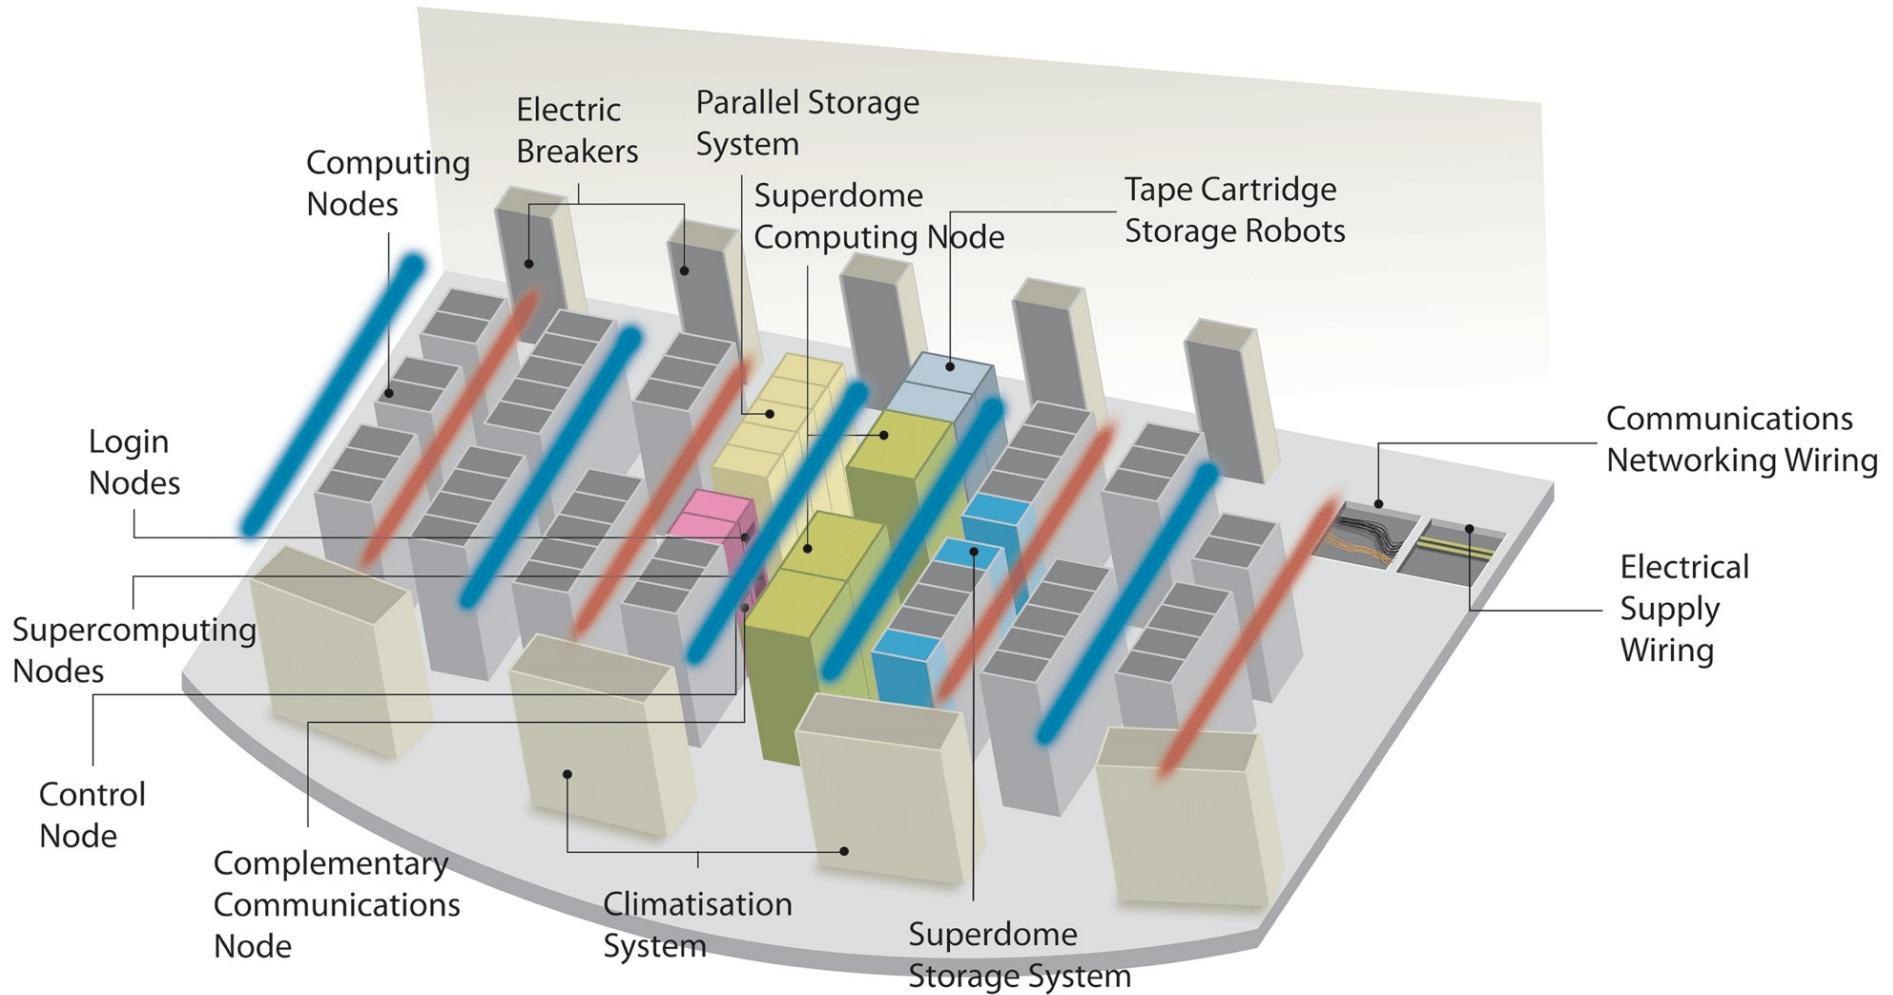 Electric
Breakers
Parallel Storage
System
Computing
Nodes
Superdome
Computing Node
Tape Cartridge
Storage Robots
Login
Nodes
Communications
Networking Wiring
Supercomputing
Nodes
Electrical
Supply
Wiring
Control
Node
Complementary
Communications
Node
Climatisation
System
Superdome
Storage System